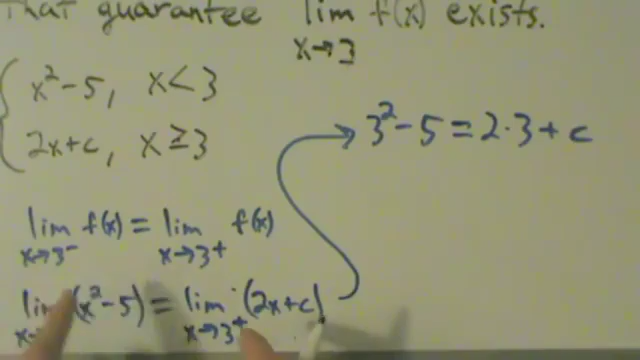 That guarantee lim f(x) exists.
x→3
x²-5, x<3
2x+c, x≥3
3²-5=2·3+c
lim f(x) = lim f(x)
x→3⁻ x→3⁺
lim (x²-5) = lim (2x+c)
x→3⁺